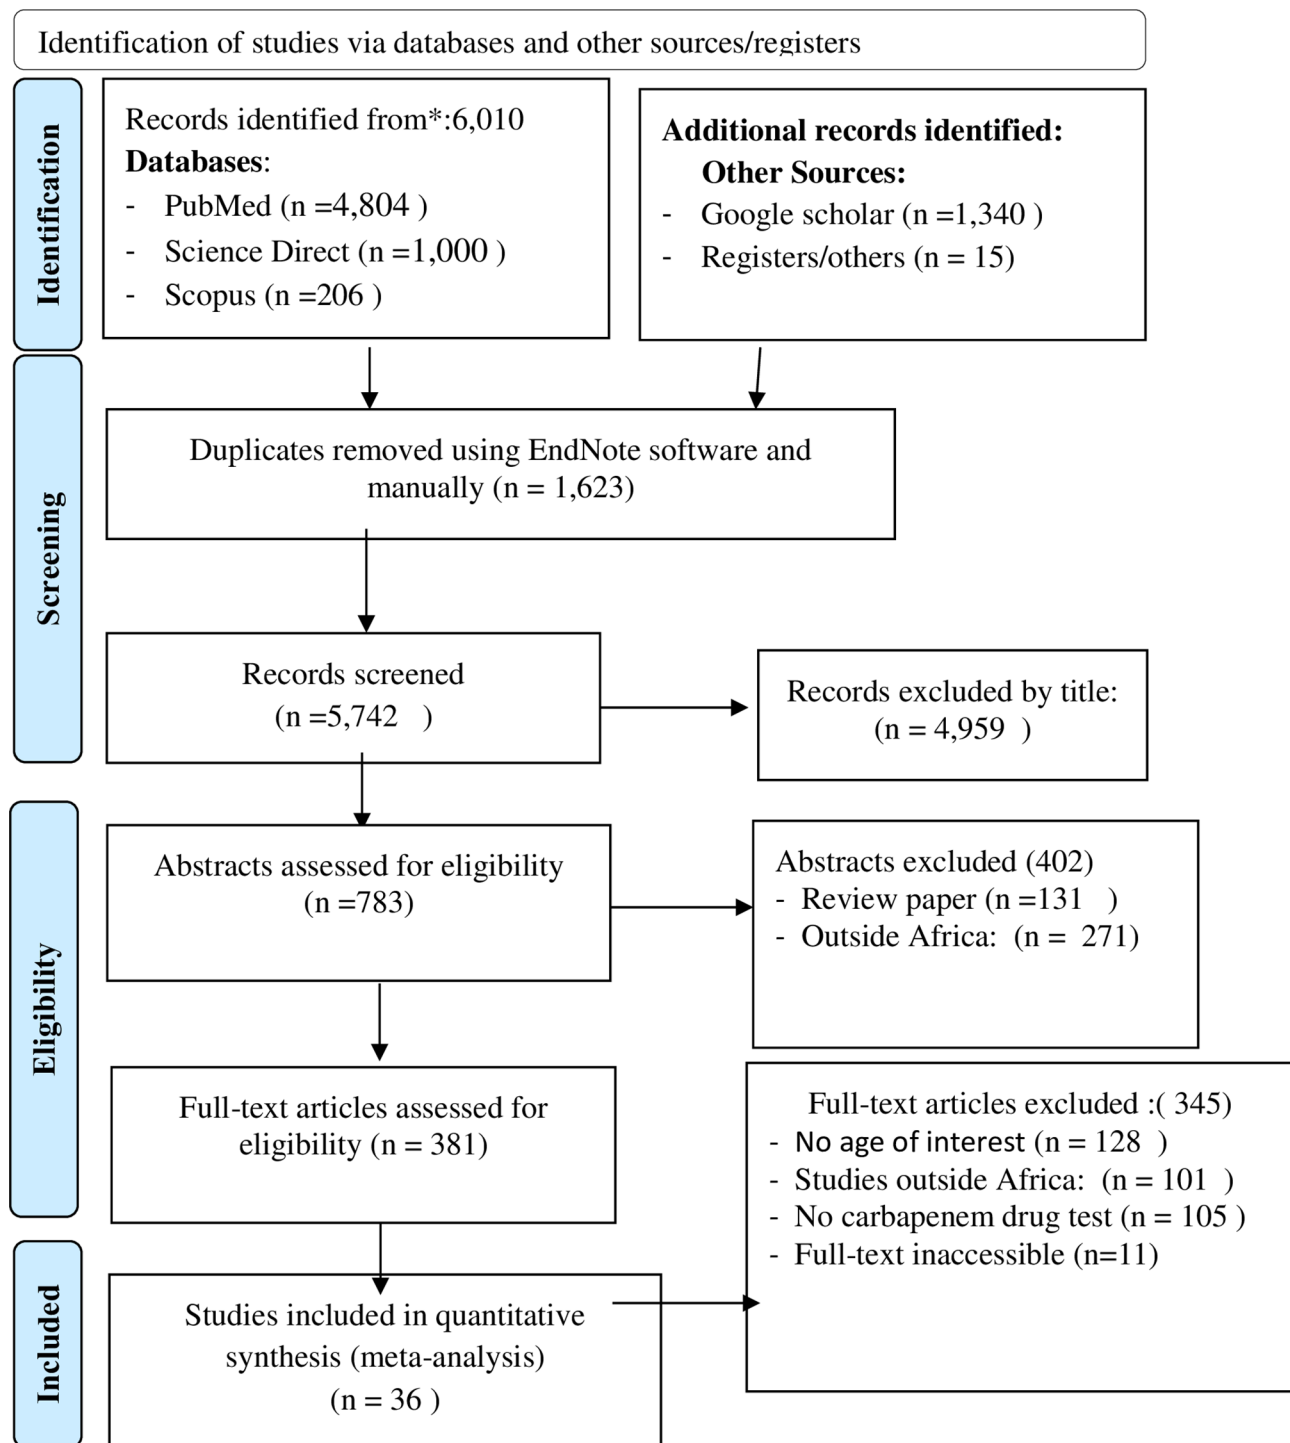 Identification of studies via databases and other sources/registers
Identification
Records identified from*:6,010
Databases:
- PubMed (n =4,804 )
- Science Direct (n =1,000 )
- Scopus (n =206 )
Additional records identified:
Other Sources:
- Google scholar (n =1,340 )
- Registers/others (n = 15)
Screening
Duplicates removed using EndNote software and
manually (n = 1,623)
Records screened
(n =5,742 )
Records excluded by title:
(n = 4,959 )
Eligibility
Abstracts assessed for eligibility
(n =783)
Abstracts excluded (402)
- Review paper (n =131 )
- Outside Africa: (n = 271)
Full-text articles assessed for
eligibility (n = 381)
Full-text articles excluded :( 345)
- No age of interest (n = 128 )
- Studies outside Africa: (n = 101 )
- No carbapenem drug test (n = 105 )
- Full-text inaccessible (n=11)
Included
Studies included in quantitative
synthesis (meta-analysis)
(n = 36 )